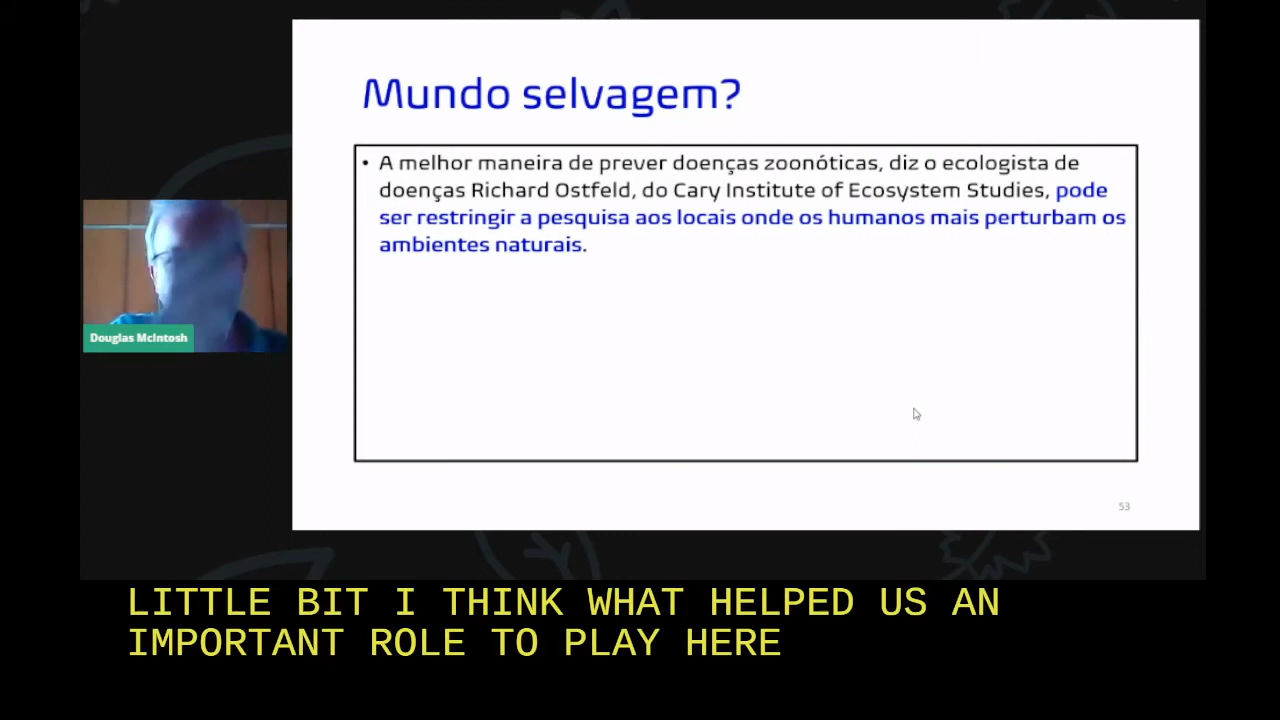 Mundo selvagem?
• A melhor maneira de prever doenças zoonóticas, diz o ecologista de
doenças Richard Ostfeld, do Cary Institute of Ecosystem Studies, pode
ser restringir a pesquisa aos locais onde os humanos mais perturbam os
ambientes naturais.
Douglas McIntosh
53
LITTLE BIT I THINK WHAT HELPED US AN
IMPORTANT ROLE TO PLAY HERE